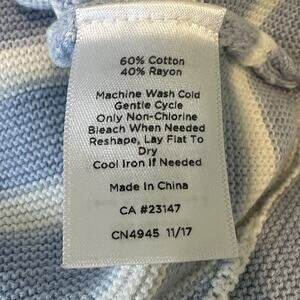 60% Cotton
40% Rayon
Machine Wash Cold
Gentle Cycle
Only Non-Chlorine
Bleach When Needed
Reshape, Lay Flat To
Dry
Cool Iron If Needed
Made In China
CA #23147
CN4945 11/17